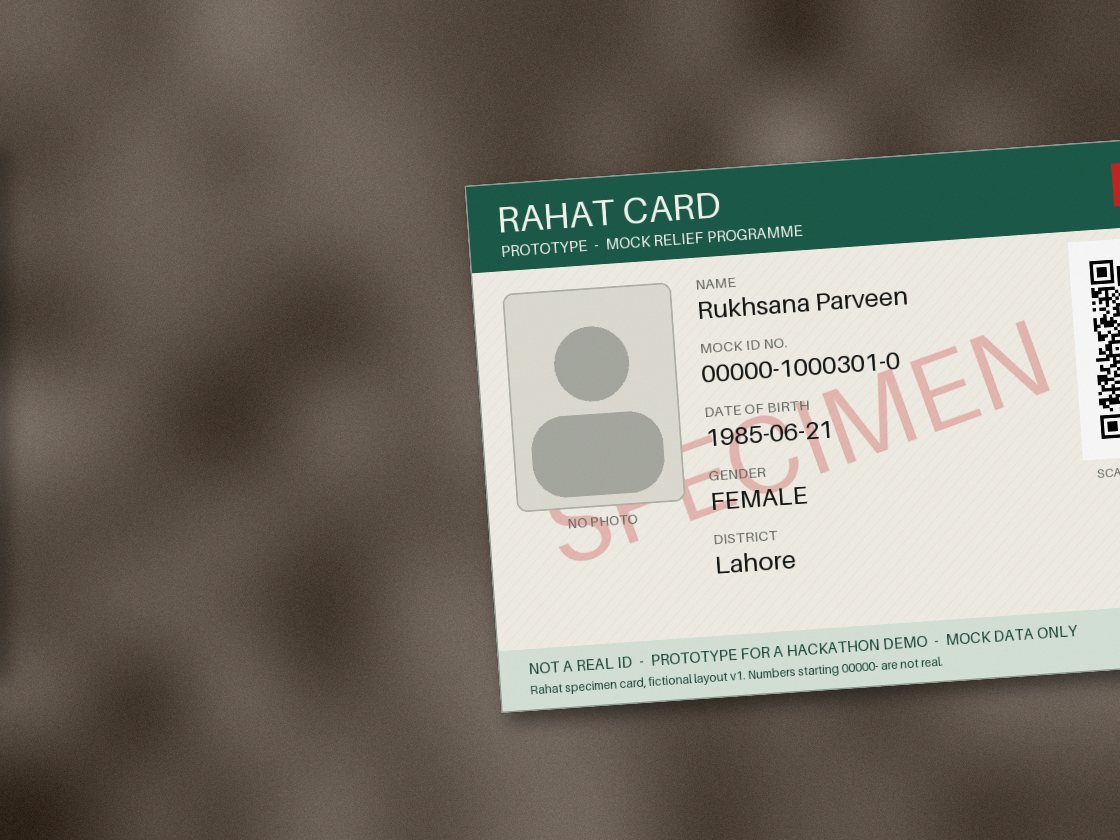 RAHAT CARD
PROTOTYPE - MOCK RELIEF PROGRAMME
NAME
Rukhsana Parveen
MOCK ID NO.
00000-1000301-0
DATE OF BIRTH
1985-06-21
GENDER
FEMALE
DISTRICT
Lahore
NO PHOTO
SPECIMEN
NOT A REAL ID - PROTOTYPE FOR A HACKATHON DEMO - MOCK DATA ONLY
Rahat specimen card, fictional layout v1. Numbers starting 00000- are not real.